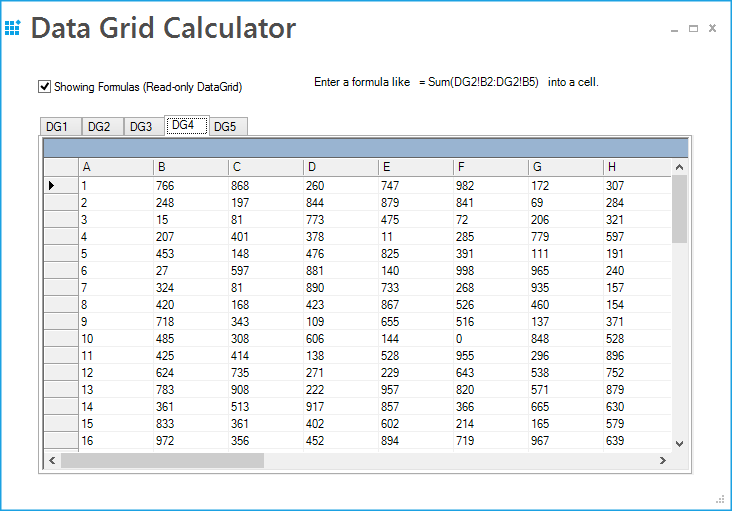 Data Grid Calculator
Showing Formulas (Read-only DataGrid) Enter a formula like = Sum(DG2!B2:DG2!B5) into a cell.
DG1 DG2 DG3 DG4 DG5
A B C D E F G H
1 766 868 260 747 982 172 307
2 248 197 844 879 841 69 284
3 15 81 773 475 72 206 321
4 207 401 378 11 285 779 597
5 453 148 476 825 391 111 191
6 27 597 881 140 998 965 240
7 324 81 890 733 268 935 157
8 420 168 423 867 526 460 154
9 718 343 109 655 516 137 371
10 485 308 606 144 0 848 528
11 425 414 138 528 955 296 896
12 624 735 271 229 643 538 752
13 783 908 222 957 820 571 879
14 361 513 917 857 366 665 630
15 833 361 402 602 214 165 579
16 972 356 452 894 719 967 639